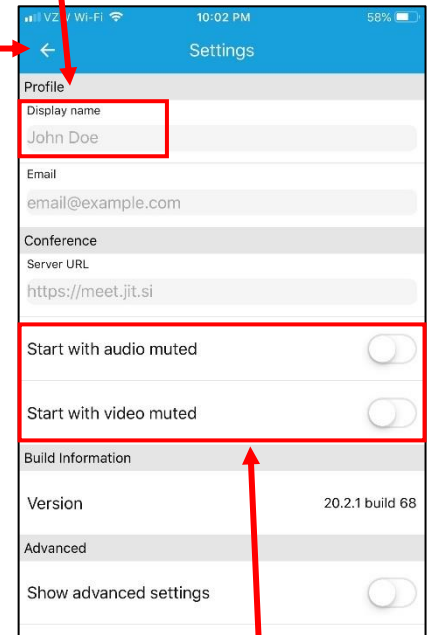 VZW Wi-Fi 10:02 PM 58%
Settings
Profile
Display name
John Doe
Email
email@example.com
Conference
Server URL
https://meet.jit.si
Start with audio muted
Start with video muted
Build Information
Version 20.2.1 build 68
Advanced
Show advanced settings